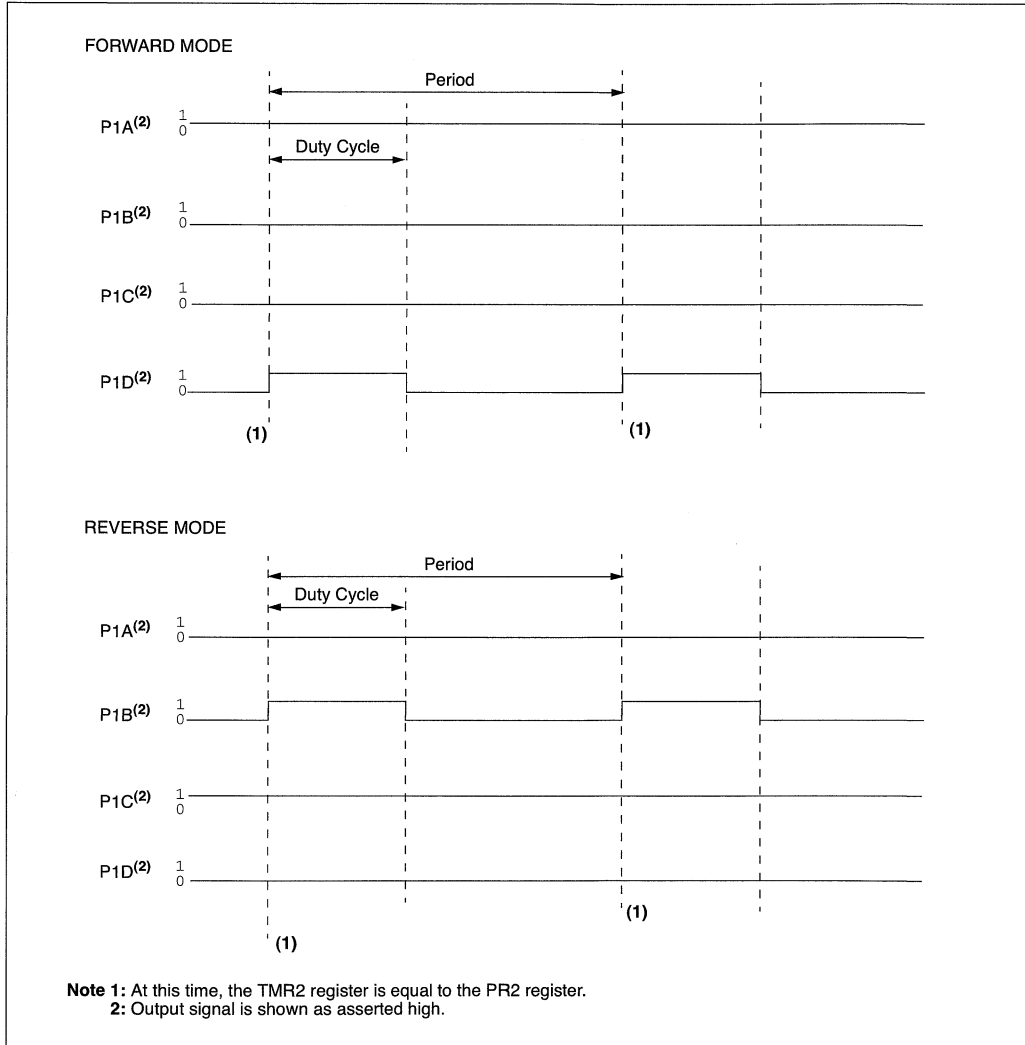 FORWARD MODE
Period
P1A(2) 1
0
Duty Cycle
P1B(2) 1
0
P1C(2) 1
0
P1D(2) 1
0
(1) (1)
REVERSE MODE
Period
Duty Cycle
P1A(2) 1
0
P1B(2) 1
0
P1C(2) 1
0
P1D(2) 1
0
(1) (1)
Note 1: At this time, the TMR2 register is equal to the PR2 register.
2: Output signal is shown as asserted high.